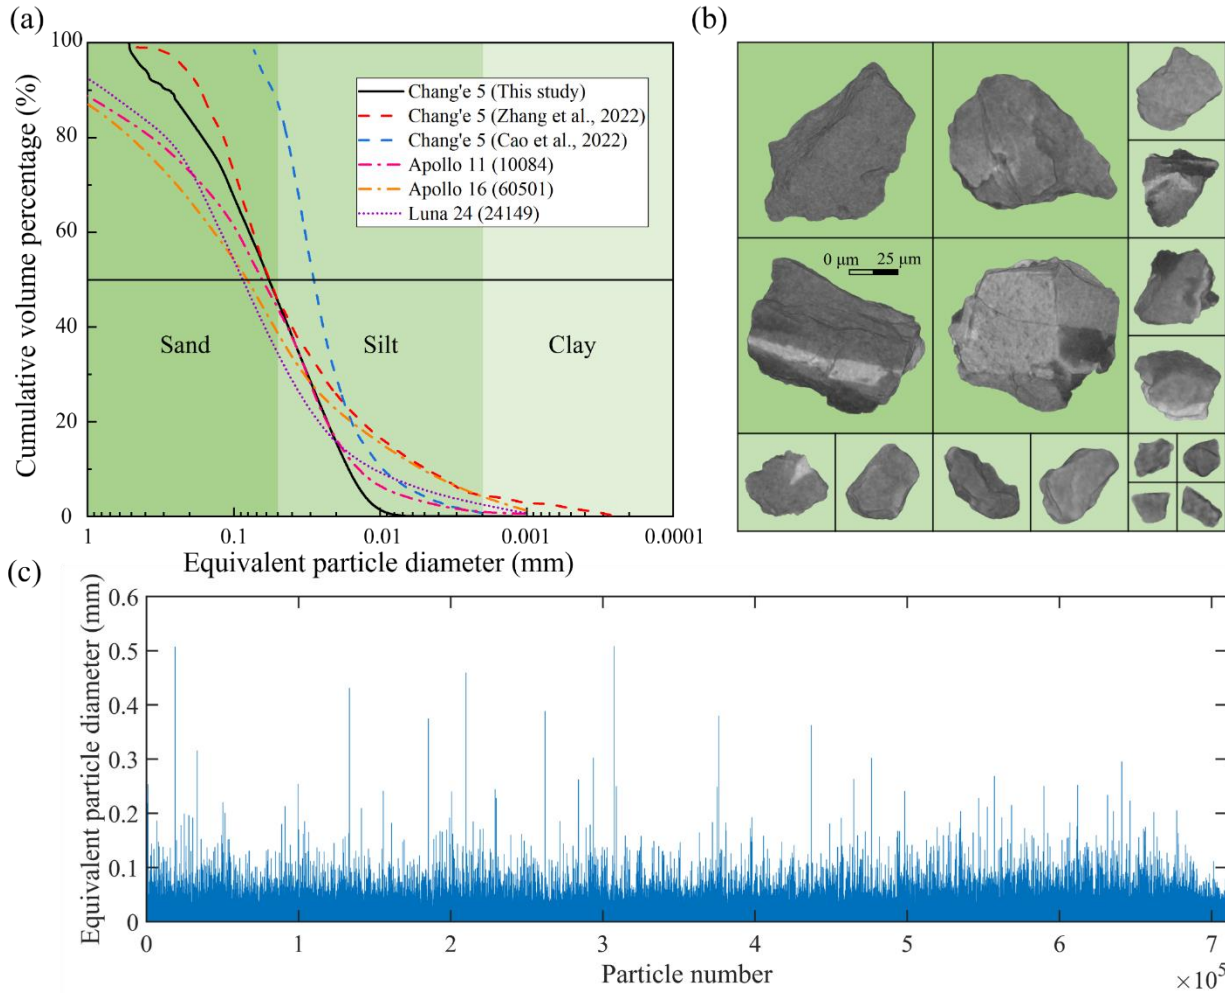 (a)
(b)
Cumulative volume percentage (%)
100
80
60
40
20
0
Chang'e 5 (This study)
Chang'e 5 (Zhang et al., 2022)
Chang'e 5 (Cao et al., 2022)
Apollo 11 (10084)
Apollo 16 (60501)
Luna 24 (24149)
Sand
Silt
Clay
1
0.1
0.01
0.001
0.0001
Equivalent particle diameter (mm)
0 μm 25 μm
(c)
Equivalent particle diameter (mm)
0.6
0.5
0.4
0.3
0.2
0.1
0
0 1 2 3 4 5 6 7
Particle number
×10⁵